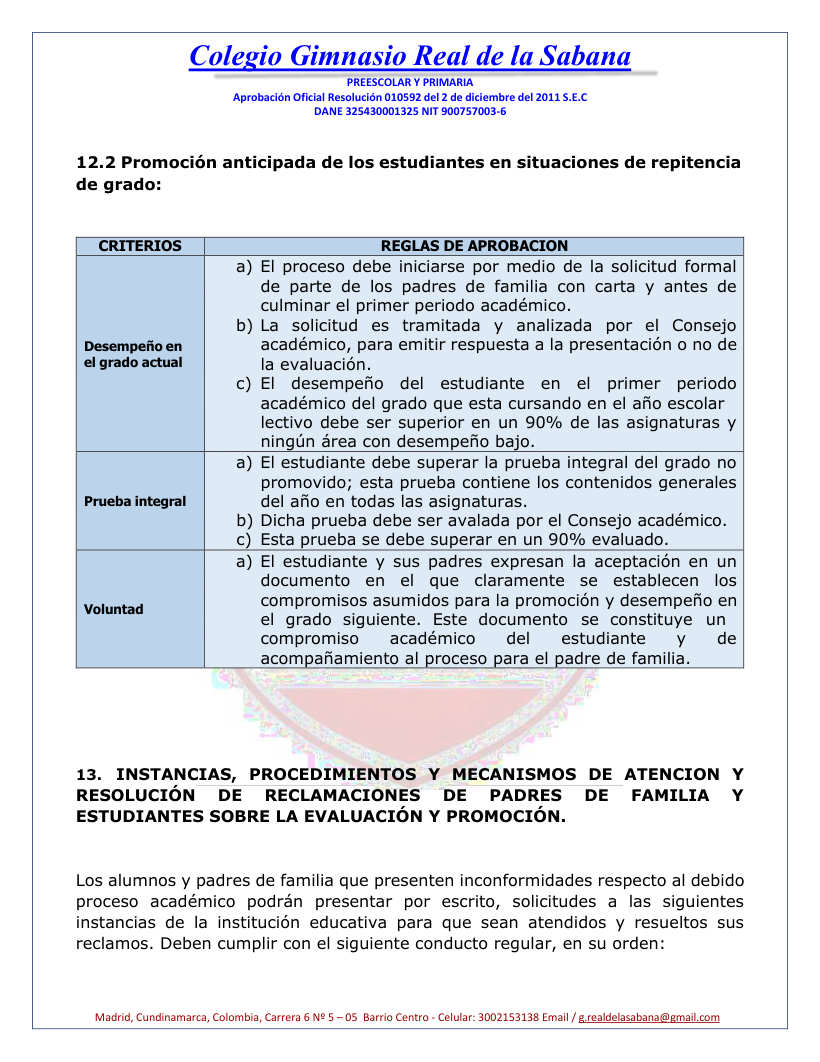 Colegio Gimnasio Real de la Sabana
PREESCOLAR Y PRIMARIA
Aprobación Oficial Resolución 010592 del 2 de diciembre del 2011 S.E.C
DANE 325430001325 NIT 900757003-6
12.2 Promoción anticipada de los estudiantes en situaciones de repitencia
de grado:
CRITERIOS
REGLAS DE APROBACION
Desempeño en
el grado actual
a) El proceso debe iniciarse por medio de la solicitud formal
de parte de los padres de familia con carta y antes de
culminar el primer periodo académico.
b) La solicitud es tramitada y analizada por el Consejo
académico, para emitir respuesta a la presentación o no de
la evaluación.
c) El desempeño del estudiante en el primer periodo
académico del grado que esta cursando en el año escolar
lectivo debe ser superior en un 90% de las asignaturas y
ningún área con desempeño bajo.
Prueba integral
a) El estudiante debe superar la prueba integral del grado no
promovido; esta prueba contiene los contenidos generales
del año en todas las asignaturas.
b) Dicha prueba debe ser avalada por el Consejo académico.
c) Esta prueba se debe superar en un 90% evaluado.
Voluntad
a) El estudiante y sus padres expresan la aceptación en un
documento en el que claramente se establecen los
compromisos asumidos para la promoción y desempeño en
el grado siguiente. Este documento se constituye un
compromiso académico del estudiante y de
acompañamiento al proceso para el padre de familia.
13. INSTANCIAS, PROCEDIMIENTOS Y MECANISMOS DE ATENCION Y
RESOLUCIÓN DE RECLAMACIONES DE PADRES DE FAMILIA Y
ESTUDIANTES SOBRE LA EVALUACIÓN Y PROMOCIÓN.
Los alumnos y padres de familia que presenten inconformidades respecto al debido
proceso académico podrán presentar por escrito, solicitudes a las siguientes
instancias de la institución educativa para que sean atendidos y resueltos sus
reclamos. Deben cumplir con el siguiente conducto regular, en su orden:
Madrid, Cundinamarca, Colombia, Carrera 6 Nº 5 – 05 Barrio Centro - Celular: 3002153138 Email / g.realdelasabana@gmail.com